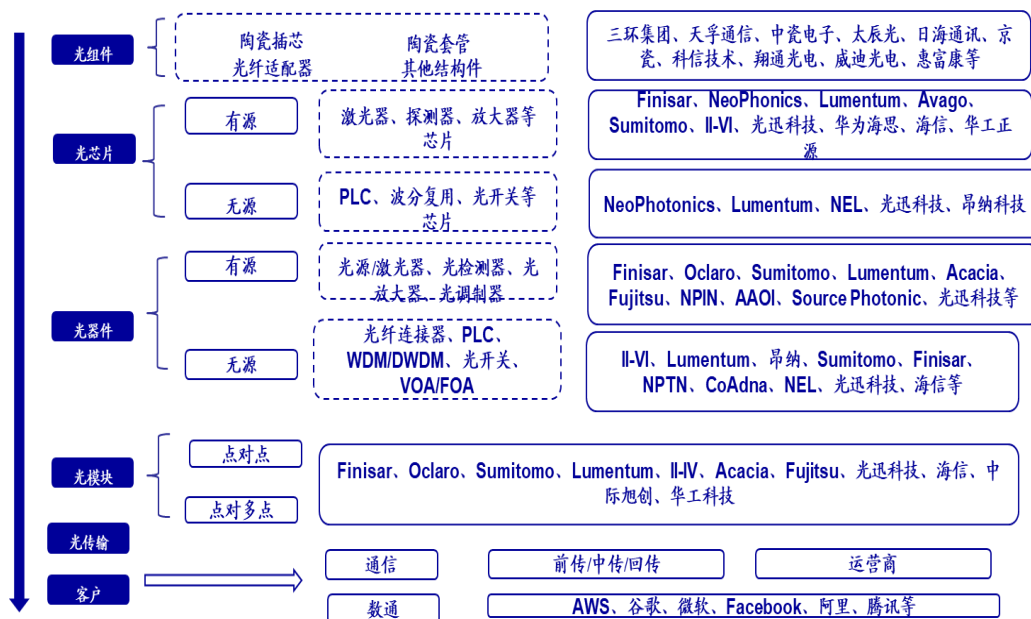 光组件
陶瓷插芯 陶瓷套管
光纤适配器 其他结构件
三环集团、天孚通信、中瓷电子、太辰光、日海通讯、京
瓷、科信技术、翔通光电、威迪光电、惠富康等
光芯片
有源
激光器、探测器、放大器等
芯片
Finisar、NeoPhonics、Lumentum、Avago、
Sumitomo、II-VI、光迅科技、华为海思、海信、华工正
源
无源
PLC、波分复用、光开关等
芯片
NeoPhotonics、Lumentum、NEL、光迅科技、昂纳科技
光器件
有源
光源/激光器、光检测器、光
放大器、光调制器
Finisar、Oclaro、Sumitomo、Lumentum、Acacia、
Fujitsu、NPIN、AAOI、Source Photonic、光迅科技等
无源
光纤连接器、PLC、
WDM/DWDM、光开关、
VOA/FOA
II-VI、Lumentum、昂纳、Sumitomo、Finisar、
NPTN、CoAdna、NEL、光迅科技、海信等
光模块
点对点
点对多点
Finisar、Oclaro、Sumitomo、Lumentum、II-IV、Acacia、Fujitsu、光迅科技、海信、中
际旭创、华工科技
光传输
客户
通信
前传/中传/回传
运营商
数通
AWS、谷歌、微软、Facebook、阿里、腾讯等